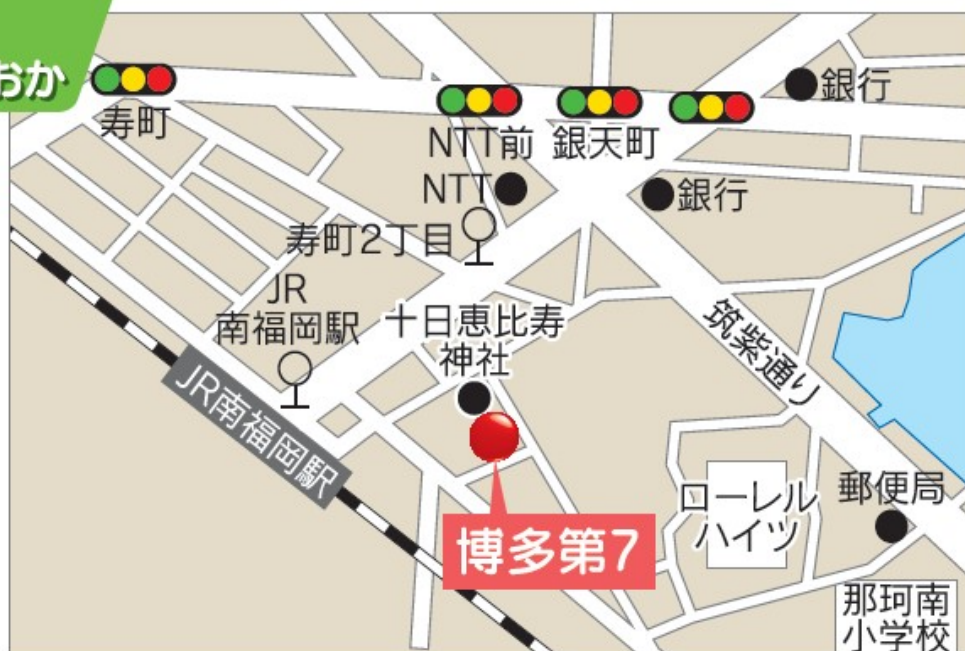 おか
寿町
NTT前
銀天町
銀行
NTT
銀行
寿町2丁目
JR
南福岡駅
十日恵比寿
神社
筑紫通り
JR南福岡駅
ローレル
ハイツ
郵便局
博多第7
那珂南
小学校